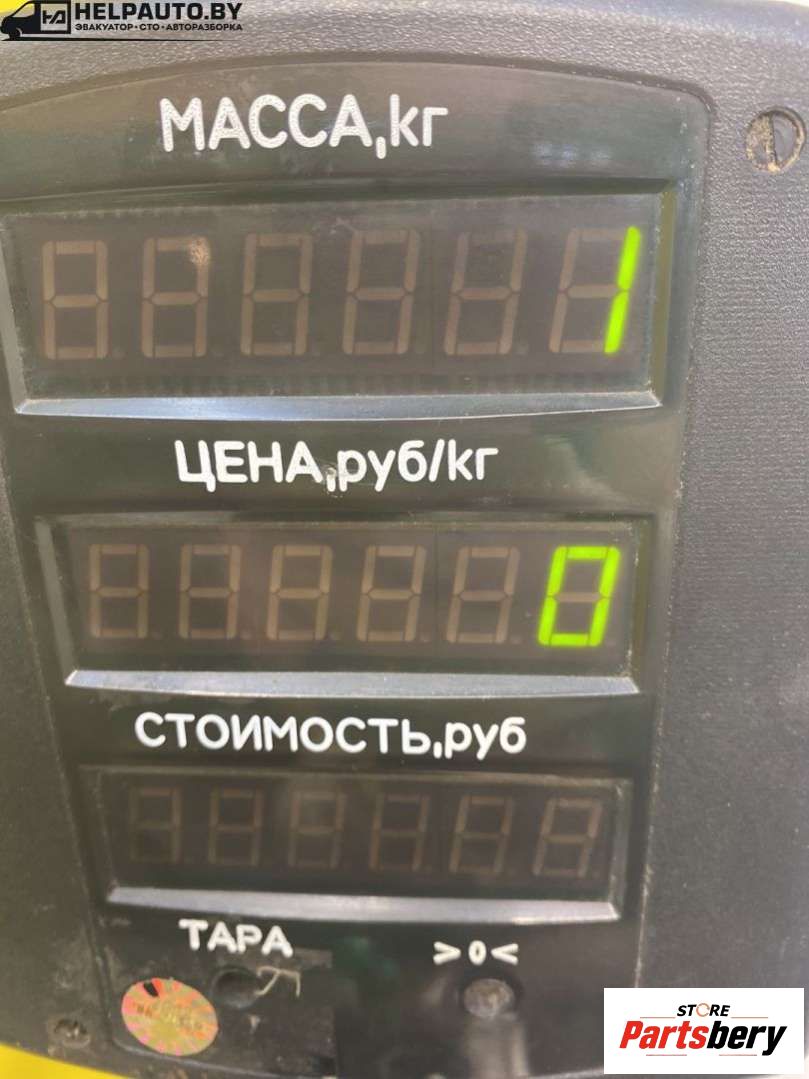 HELPAUTO.BY
ЭВАКУАТОР•СТО•АВТОРАЗБОРКА
МАССА,кг
1
ЦЕНА,руб/кг
0
СТОИМОСТЬ,руб
ТАРА >0<
STORE
Partsbery